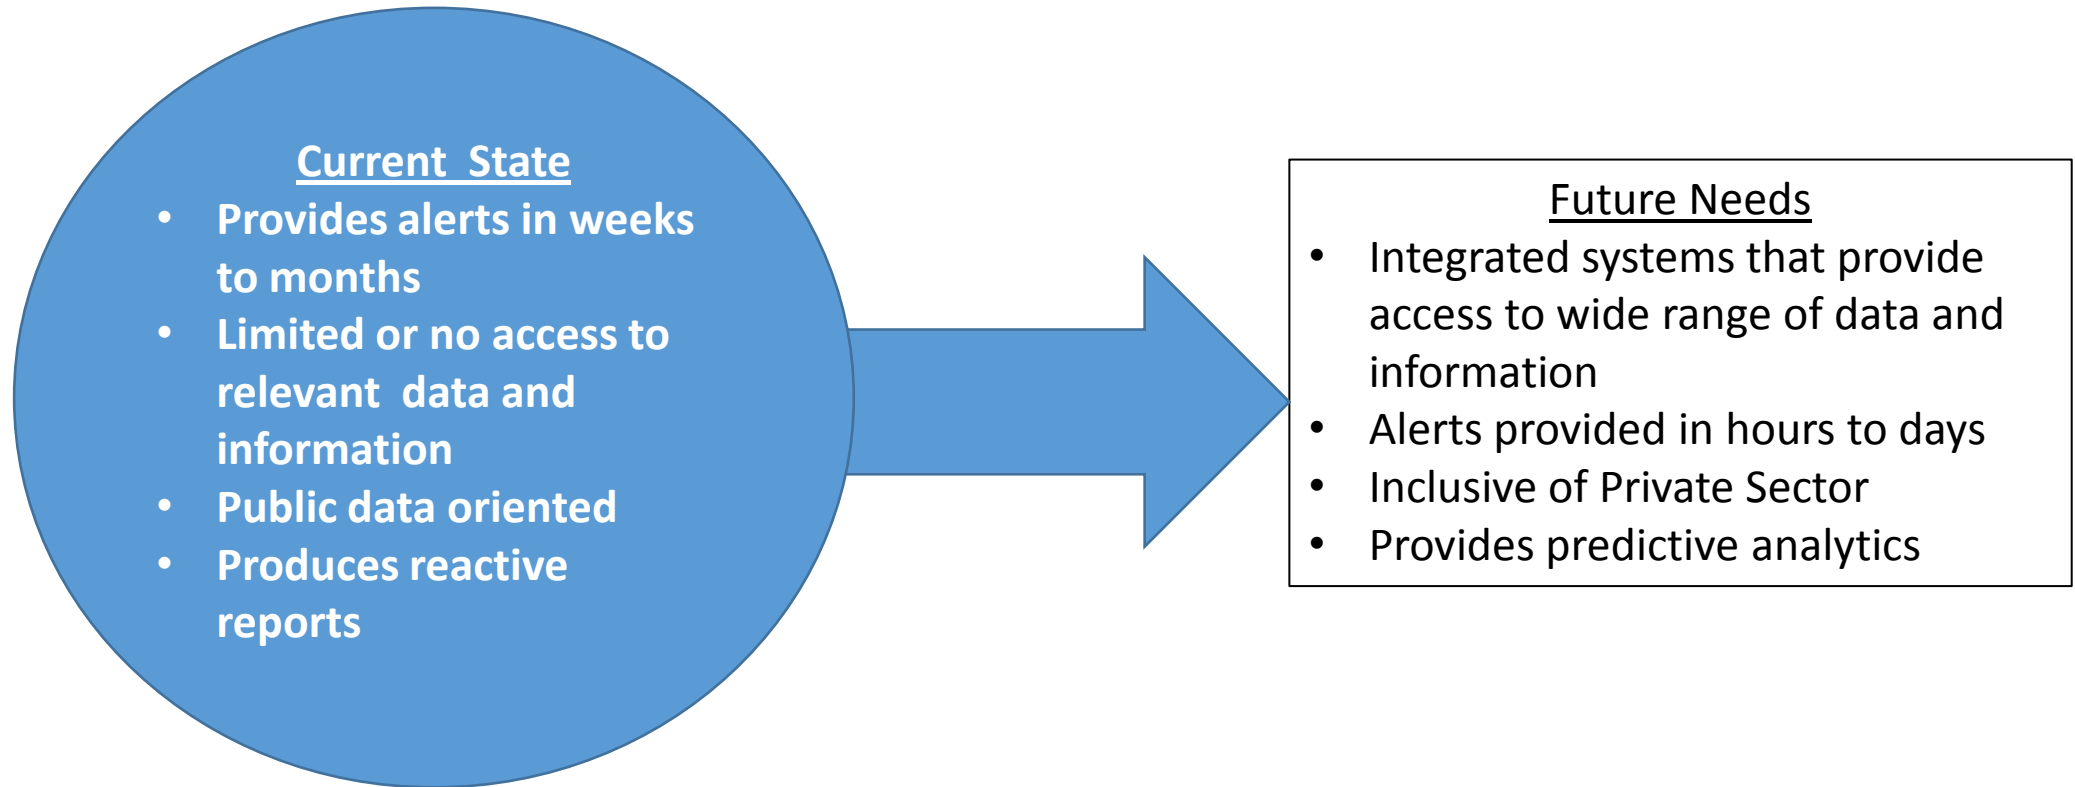 Current  State
• Provides alerts in weeks
to months
• Limited or no access to
relevant  data and
information
• Public data oriented
• Produces reactive
reports
Future Needs
• Integrated systems that provide
access to wide range of data and
information
• Alerts provided in hours to days
• Inclusive of Private Sector
• Provides predictive analytics